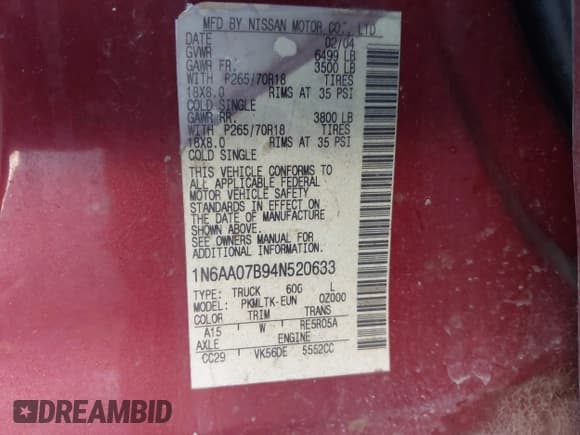 MFD BY NISSAN MOTOR CO., LTD
DATE 02/04
GVWR 6499 LB
GAWR FR. 3500 LB
WITH P265/70R18 TIRES
18X8.0 RIMS AT 35 PSI
COLD SINGLE
GAWR RR. 3800 LB
WITH P265/70R18 TIRES
18X8.0 RIMS AT 35 PSI
COLD SINGLE
THIS VEHICLE CONFORMS TO
ALL APPLICABLE FEDERAL
MOTOR VEHICLE SAFETY
STANDARDS IN EFFECT ON
THE DATE OF MANUFACTURE
SHOWN ABOVE.
SEE OWNERS MANUAL FOR
ADDITIONAL INFORMATION.
1N6AA07B94N520633
TYPE: TRUCK 60G L
MODEL: PKMLTK-EUN 0Z000
COLOR TRIM TRANS
A15 W RE5R05A
AXLE ENGINE
CC29 VK56DE 5552CC
DREAMBID